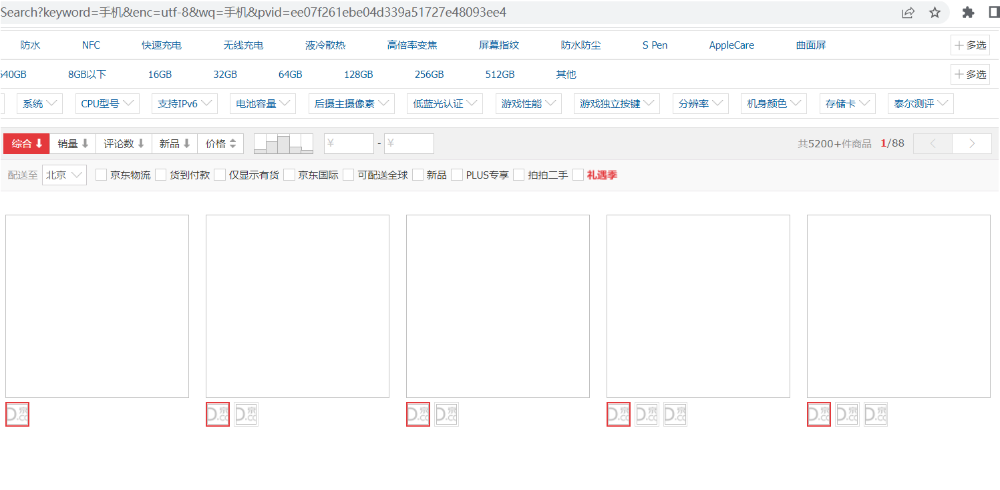 Search?keyword=手机&enc=utf-8&wq=手机&pvid=ee07f261ebe04d339a51727e48093ee4
防水 NFC 快速充电 无线充电 液冷散热 高倍率变焦 屏幕指纹 防水防尘 S Pen AppleCare 曲面屏 多选
640GB 8GB以下 16GB 32GB 64GB 128GB 256GB 512GB 其他 多选
系统 CPU型号 支持IPv6 电池容量 后摄主摄像素 低蓝光认证 游戏性能 游戏独立按键 分辨率 机身颜色 存储卡 泰尔测评
综合 销量 评论数 新品 价格 ¥ - ¥ 共5200+件商品 1/88
配送至 北京 京东物流 货到付款 仅显示有货 京东国际 可配送全球 新品 PLUS专享 拍拍二手 礼遇季